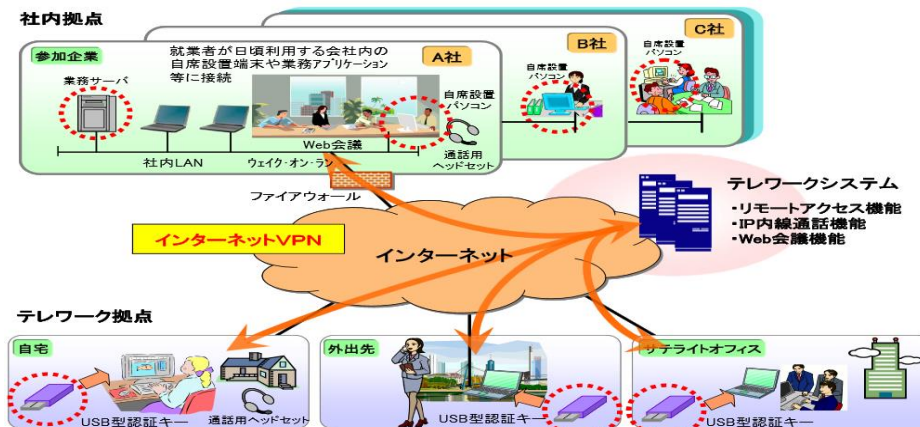 社内拠点
参加企業
就業者が日頃利用する会社内の
自席設置端末や業務アプリケーション
等に接続
A社
B社
C社
業務サーバ
自席設置
パソコン
自席設置
パソコン
自席設置
パソコン
Web会議
社内LAN
ウェイク・オン・ラン
通話用
ヘッドセット
ファイアウォール
テレワークシステム
・リモートアクセス機能
・IP内線通話機能
・Web会議機能
インターネットVPN
インターネット
テレワーク拠点
自宅
外出先
サテライトオフィス
USB型認証キー
通話用ヘッドセット
USB型認証キー
USB型認証キー